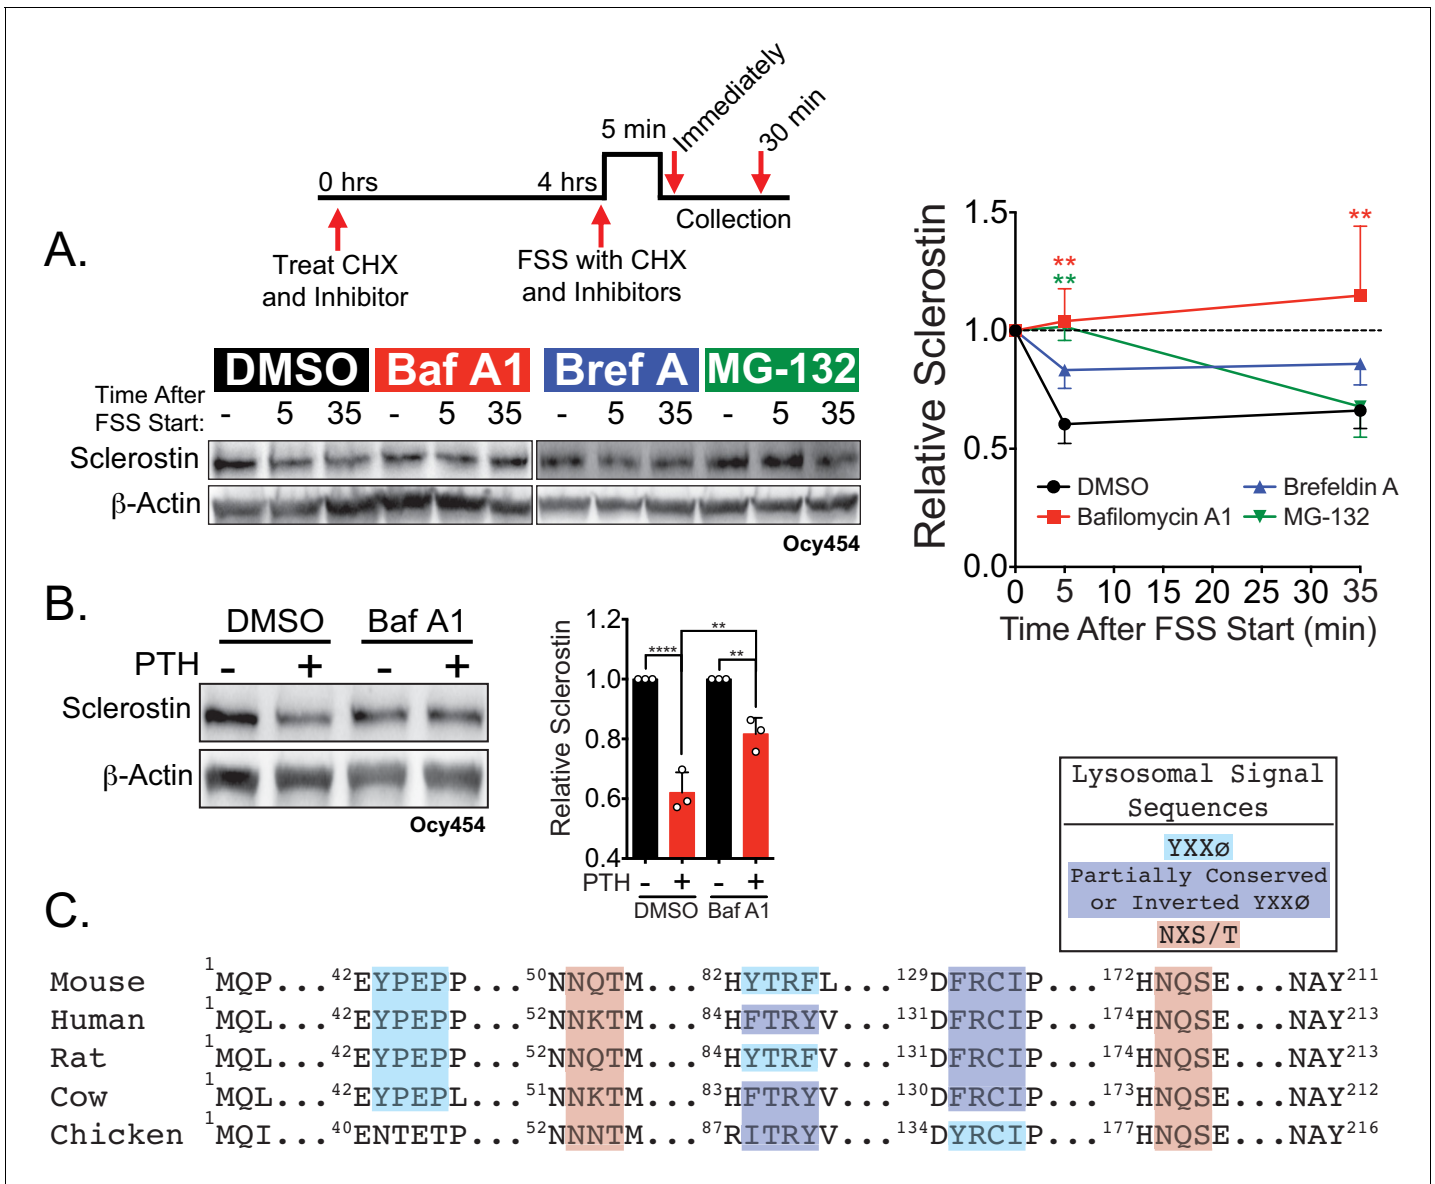 5 min
Immediately
30 min
0 hrs
4 hrs
Collection
A.
Treat CHX
and Inhibitor
FSS with CHX
and Inhibitors
DMSO Baf A1 Bref A MG-132
Time After
FSS Start:
- 5 35 - 5 35 - 5 35 - 5 35
Sclerostin
β-Actin
Ocy454
Relative Sclerostin
1.5
1.0
0.5
0.0
**
**
**
DMSO
Bafilomycin A1
Brefeldin A
MG-132
0 5 10 15 20 25 30 35
Time After FSS Start (min)
B.
DMSO Baf A1
PTH - + - +
Sclerostin
β-Actin
Ocy454
Relative Sclerostin
1.2
1.0
0.8
0.6
0.4
**
**** **
PTH - + - +
DMSO Baf A1
Lysosomal Signal
Sequences
YXXø
Partially Conserved
or Inverted YXXØ
NXS/T
C.
Mouse 1MQP...42EYPEPP...50NNQTM...82HYTRFL...129DFRCIP...172HNQSE...NAY211
Human 1MQL...42EYPEPP...52NNKTM...84HFTRYV...131DFRCIP...174HNQSE...NAY213
Rat 1MQL...42EYPEPP...52NNQTM...84HYTRFV...131DFRCIP...174HNQSE...NAY213
Cow 1MQL...42EYPEPL...51NNKTM...83HFTRYV...130DFRCIP...173HNQSE...NAY212
Chicken 1MQI...40ENTETP...52NNNTM...87RITRYV...134DYRCIP...177HNQSE...NAY216